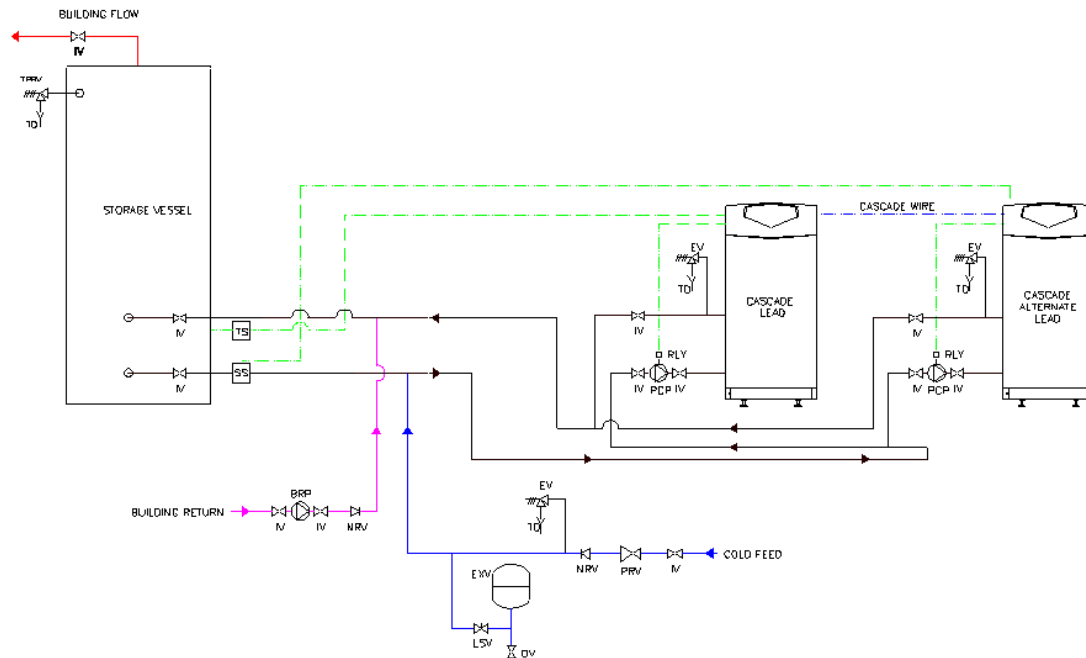 BUILDING FLOW
IV
TPRV
TD
STORAGE VESSEL
CASCADE WIRE
EV
TD
EV
TD
CASCADE
LEAD
CASCADE
ALTERNATE
LEAD
IV
TS
IV
IV
RLY
RLY
IV
SS
IV
PCP
IV
IV
PCP
IV
BRP
BUILDING RETURN
IV
IV
NRV
EV
TD
COLD FEED
NRV
PRV
IV
EXV
LSV
DV